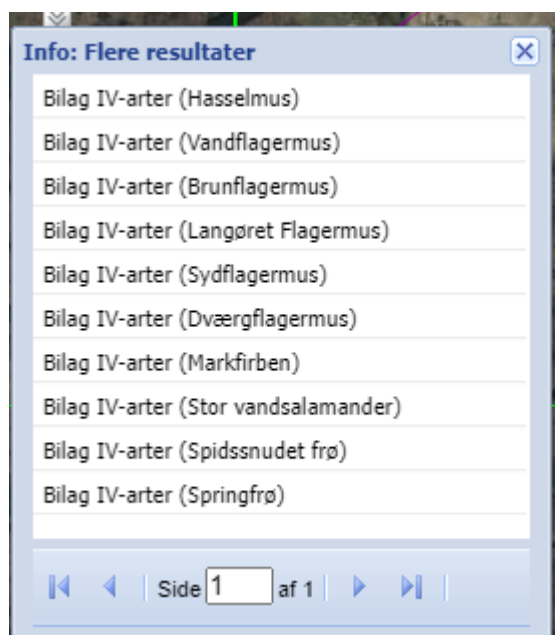 Info: Flere resultater
Bilag IV-arter (Hasselmus)
Bilag IV-arter (Vandflagermus)
Bilag IV-arter (Brunflagermus)
Bilag IV-arter (Langøret Flagermus)
Bilag IV-arter (Sydflagermus)
Bilag IV-arter (Dværgflagermus)
Bilag IV-arter (Markfirben)
Bilag IV-arter (Stor vandsalamander)
Bilag IV-arter (Spidssnudet frø)
Bilag IV-arter (Springfrø)
Side 1 af 1